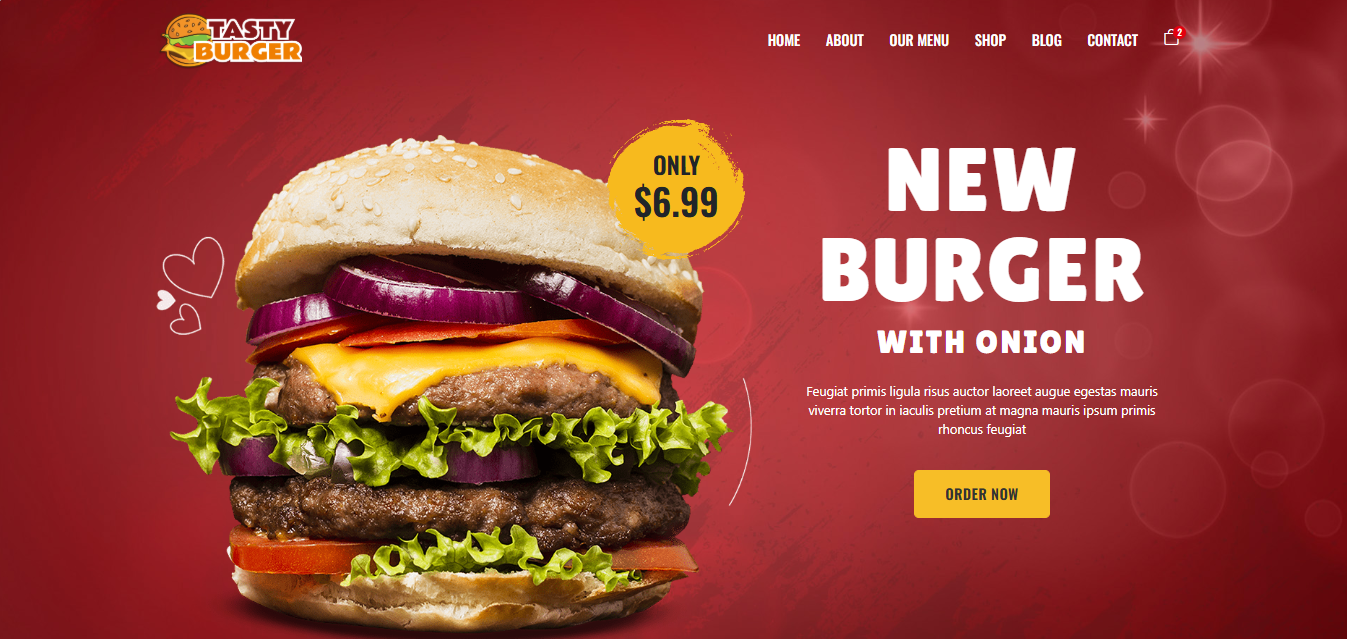 TASTY
BURGER
HOME ABOUT OUR MENU SHOP BLOG CONTACT 2
ONLY
$6.99
NEW
BURGER
WITH ONION
Feugiat primis ligula risus auctor laoreet augue egestas mauris
viverra tortor in iaculis pretium at magna mauris ipsum primis
rhoncus feugiat
ORDER NOW